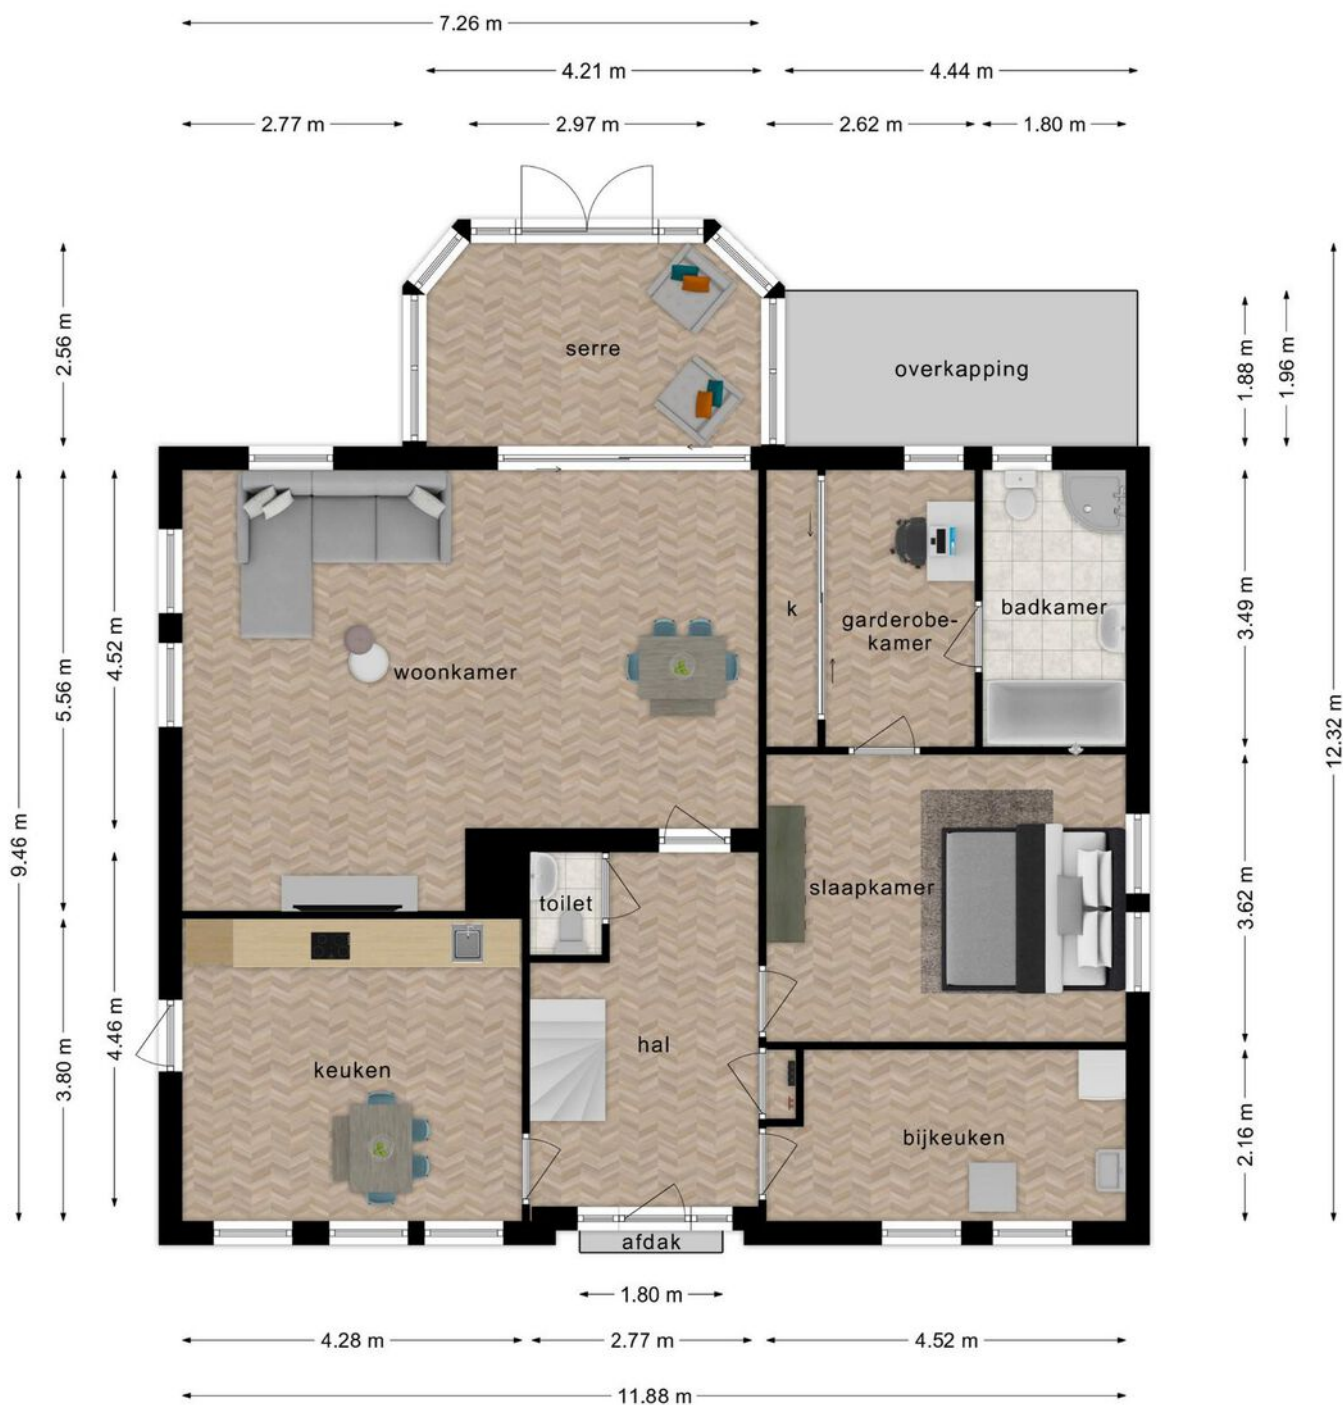 7.26 m
4.21 m
4.44 m
2.77 m
2.97 m
2.62 m
1.80 m
2.56 m
serre
overkapping
1.88 m
1.96 m
9.46 m
5.56 m
4.52 m
woonkamer
k
garderobe-
kamer
badkamer
3.49 m
12.32 m
slaapkamer
3.62 m
toilet
4.46 m
3.80 m
keuken
hal
bijkeuken
2.16 m
afdak
1.80 m
4.28 m
2.77 m
4.52 m
11.88 m